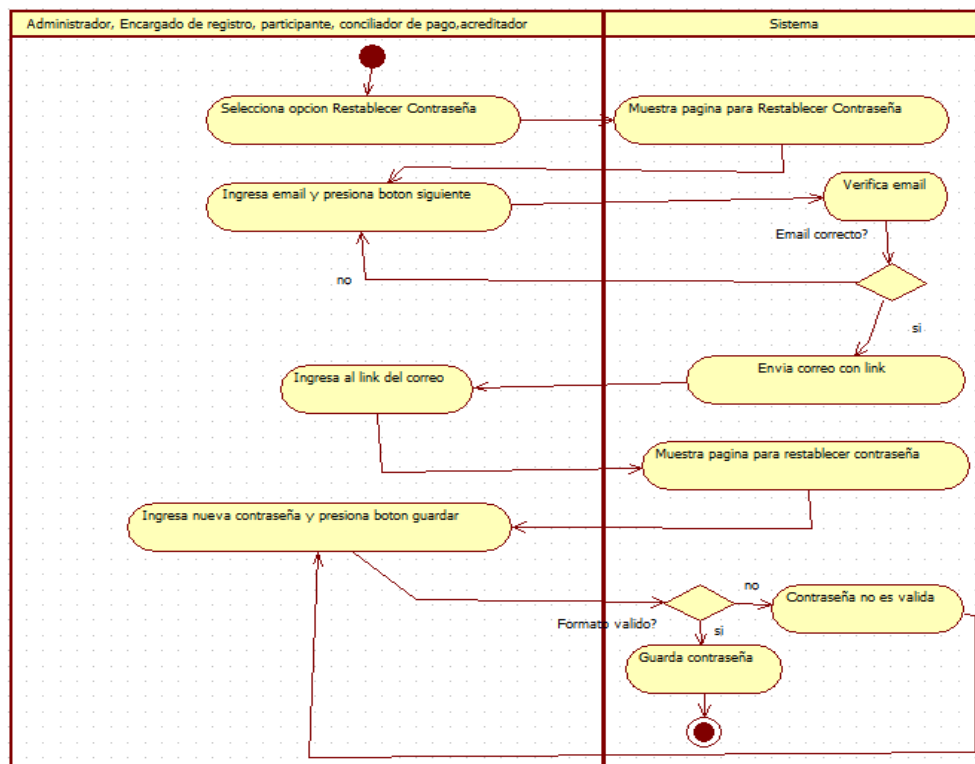 Administrador, Encargado de registro, participante, conciliador de pago,acreditador
Sistema
Selecciona opcion Restablecer Contraseña
Muestra pagina para Restablecer Contraseña
Ingresa email y presiona boton siguiente
Verifica email
Email correcto?
no
si
Envia correo con link
Ingresa al link del correo
Muestra pagina para restablecer contraseña
Ingresa nueva contraseña y presiona boton guardar
no
Contraseña no es valida
Formato valido?
si
Guarda contraseña